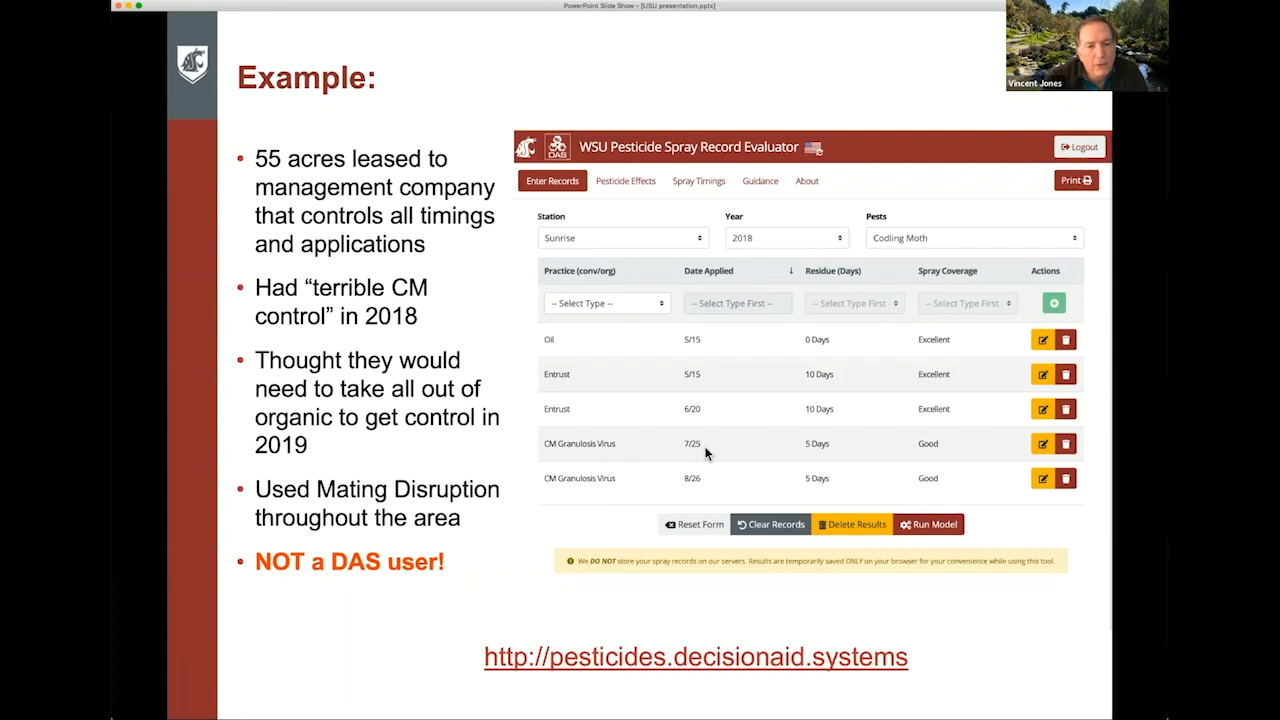 PowerPoint Slide Show - [USU presentation.pptx]
Vincent Jones
Example:
• 55 acres leased to
management company
that controls all timings
and applications
• Had “terrible CM
control” in 2018
• Thought they would
need to take all out of
organic to get control in
2019
• Used Mating Disruption
throughout the area
• NOT a DAS user!
DAS
WSU Pesticide Spray Record Evaluator
Logout
Enter Records Pesticide Effects Spray Timings Guidance About Print
Station Year Pests
Sunrise 2018 Codling Moth
Practice (conv/org) Date Applied ↓ Residue (Days) Spray Coverage Actions
-- Select Type -- -- Select Type First -- -- Select Type First -- Select Type First -
Oil 5/15 0 Days Excellent
Entrust 5/15 10 Days Excellent
Entrust 6/20 10 Days Excellent
CM Granulosis Virus 7/25 5 Days Good
CM Granulosis Virus 8/26 5 Days Good
Reset Form Clear Records Delete Results Run Model
We DO NOT store your spray records on our servers. Results are temporarily saved ONLY on your browser for your convenience while using this tool.
http://pesticides.decisionaid.systems